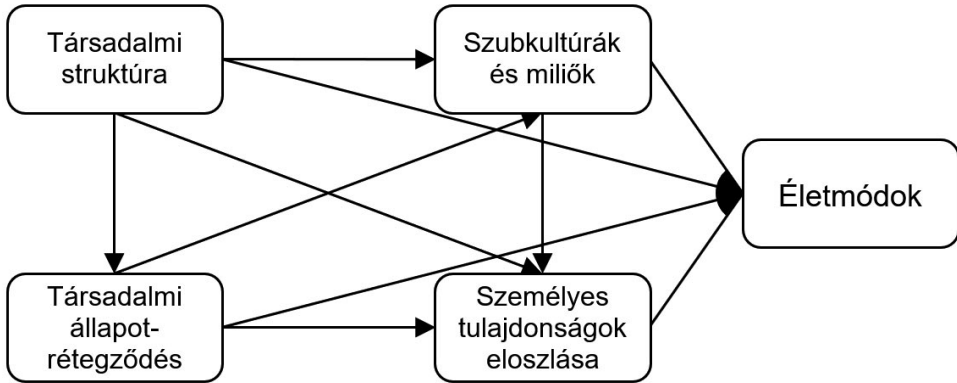 Társadalmi
struktúra
Szubkultúrák
és miliők
Életmódok
Társadalmi
állapot-
rétegződés
Személyes
tulajdonságok
eloszlása